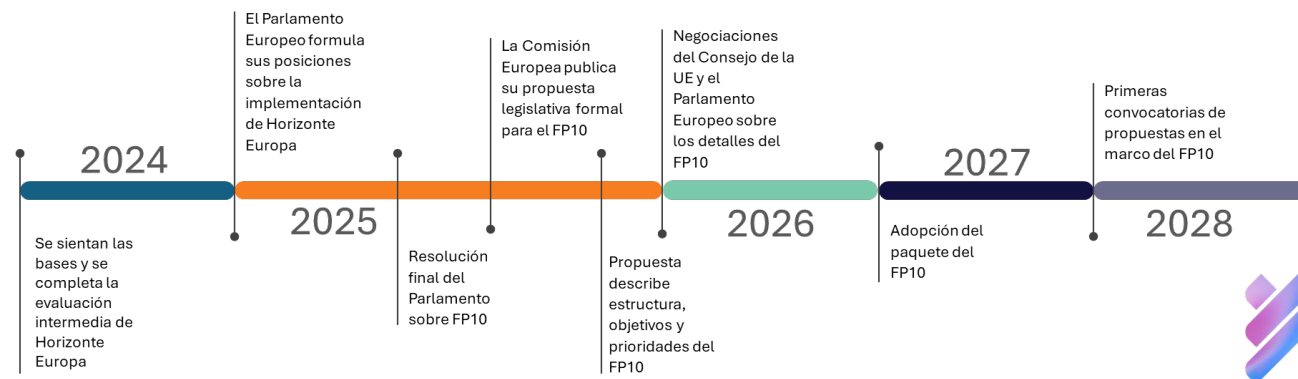 2024
Se sientan las
bases y se
completa la
evaluación
intermedia de
Horizonte
Europa
El Parlamento
Europeo formula
sus posiciones
sobre la
implementación
de Horizonte
Europa
2025
Resolución
final del
Parlamento
sobre FP10
La Comisión
Europea publica
su propuesta
legislativa formal
para el FP10
Propuesta
describe
estructura,
objetivos y
prioridades del
FP10
Negociaciones
del Consejo de la
UE y el
Parlamento
Europeo sobre
los detalles del
FP10
2026
Adopción del
paquete del
FP10
2027
Primeras
convocatorias de
propuestas en el
marco del FP10
2028